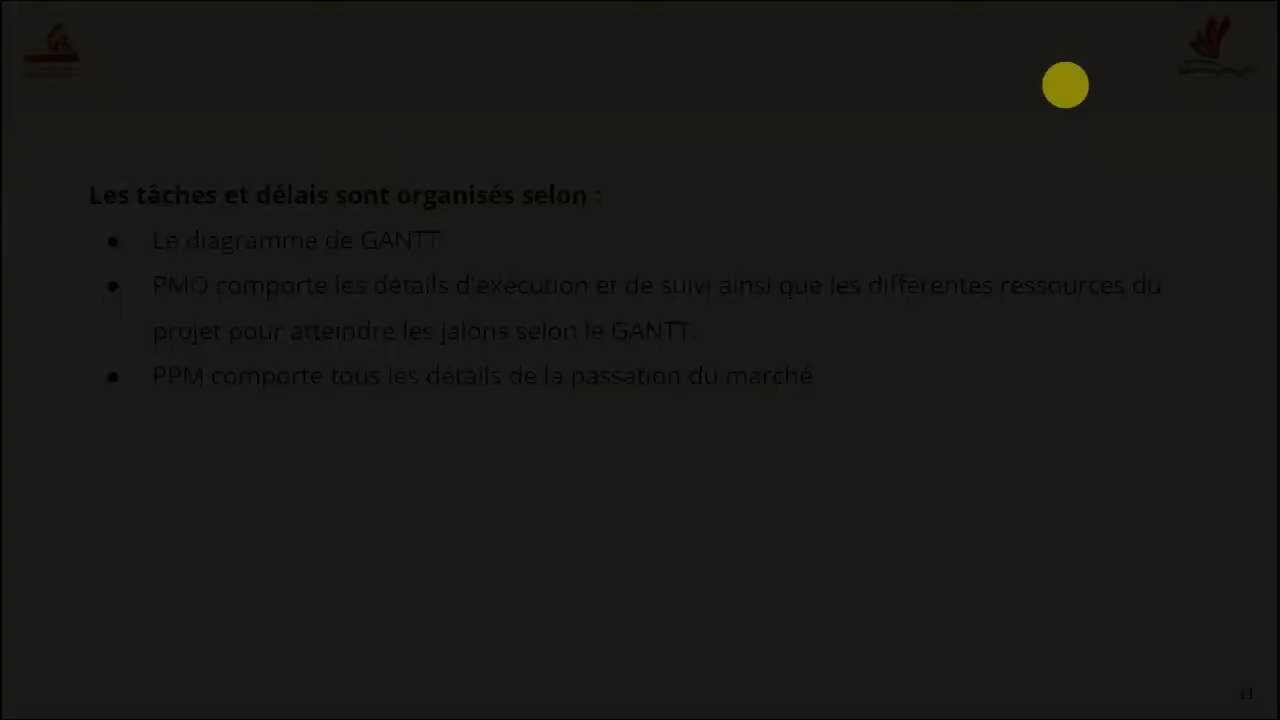 Les tâches et délais sont organisés selon :
● Le diagramme de GANTT
● PMO comporte les détails d'exécution et de suivi ainsi que les différentes ressources du
projet pour atteindre les jalons selon le GANTT.
● PPM comporte tous les détails de la passation du marché